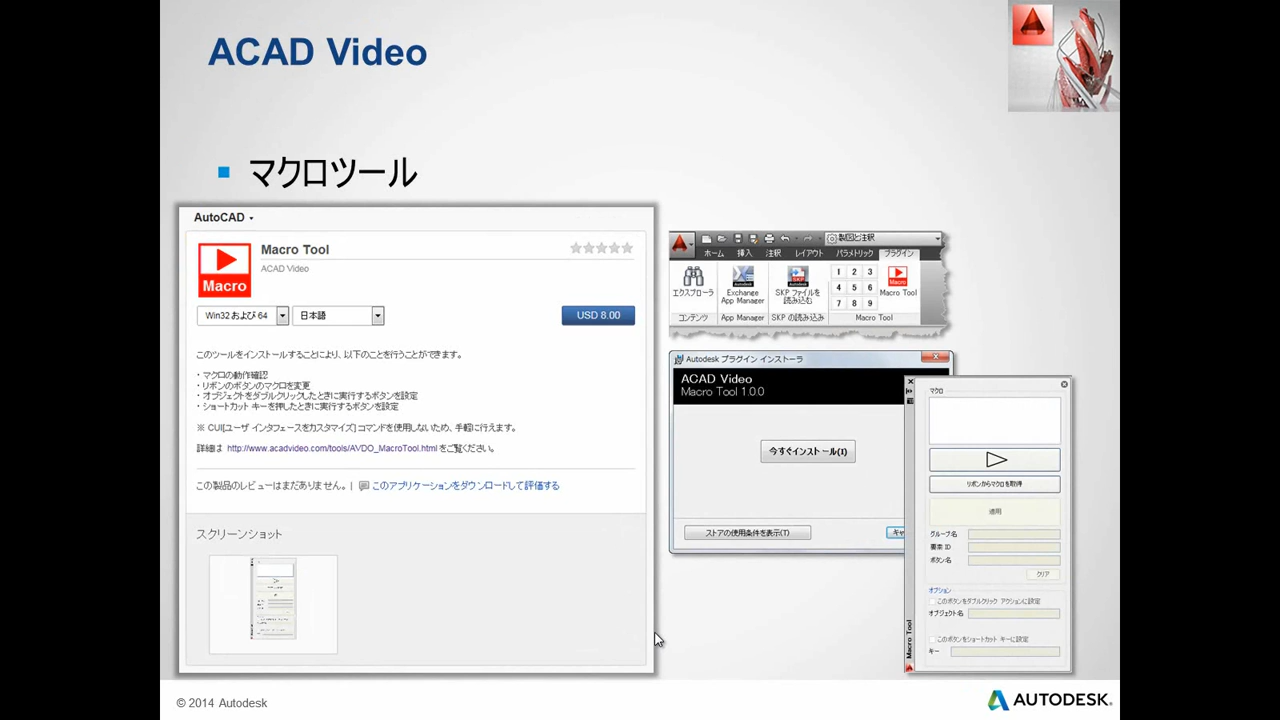 ACAD Video
マクロツール
AutoCAD
Macro
Macro Tool
ACAD Video
Win32 および 64
日本語
USD 8.00
このツールをインストールすることにより、以下のことを行うことができます。
・マクロの動作確認
・リボンのボタンのマクロを変更
・オブジェクトをダブルクリックしたときに実行するボタンを設定
・ショートカット キーを押したときに実行するボタンを設定
※ CUI[ユーザ インタフェースをカスタマイズ] コマンドを使用しないため、手軽に行えます。
詳細は http://www.acadvideo.com/tools/AVDO_MacroTool.html をご覧ください。
この製品のレビューはまだありません。 | このアプリケーションをダウンロードして評価する
スクリーンショット
製図と注釈
ホーム 挿入 注釈 レイアウト パラメトリック プラグイン
エクスプローラ
コンテンツ
Autodesk
Exchange
App Manager
App Manager
SKP
Autodesk
SKP ファイルを
読み込む
SKP の読み込み
1 2 3
4 5 6
7 8 9
Macro
Macro Tool
Macro Tool
Autodesk プラグイン インストーラ
ACAD Video
Macro Tool 1.0.0
今すぐインストール(I)
ストアの使用条件を表示(T)
キャ
マクロ
リボンからマクロを取得
適用
グループ名
要素 ID
ボタン名
クリア
オプション
このボタンをダブルクリック アクションに設定
オブジェクト名
このボタンをショートカット キーに設定
キー
Macro Tool
© 2014 Autodesk
AUTODESK.